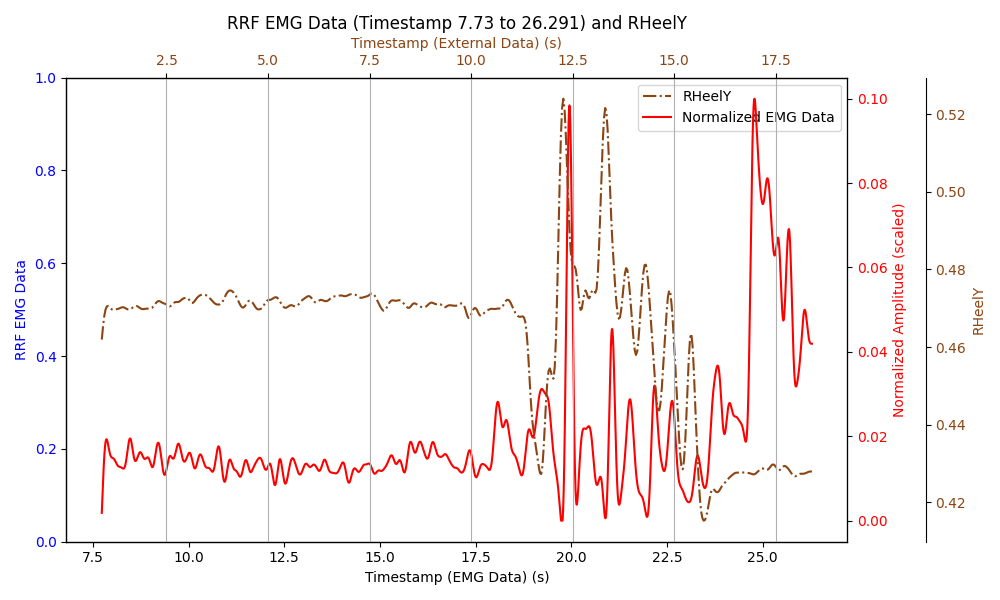 RRF EMG Data (Timestamp 7.73 to 26.291) and RHeelY
Timestamp (External Data) (s)
2.5 5.0 7.5 10.0 12.5 15.0 17.5
RHeelY
Normalized EMG Data
RRF EMG Data
1.0
0.8
0.6
0.4
0.2
0.0
0.10
0.08
0.06
0.04
0.02
0.00
Normalized Amplitude (scaled)
0.52
0.50
0.48
0.46
0.44
0.42
RHeelY
7.5 10.0 12.5 15.0 17.5 20.0 22.5 25.0
Timestamp (EMG Data) (s)